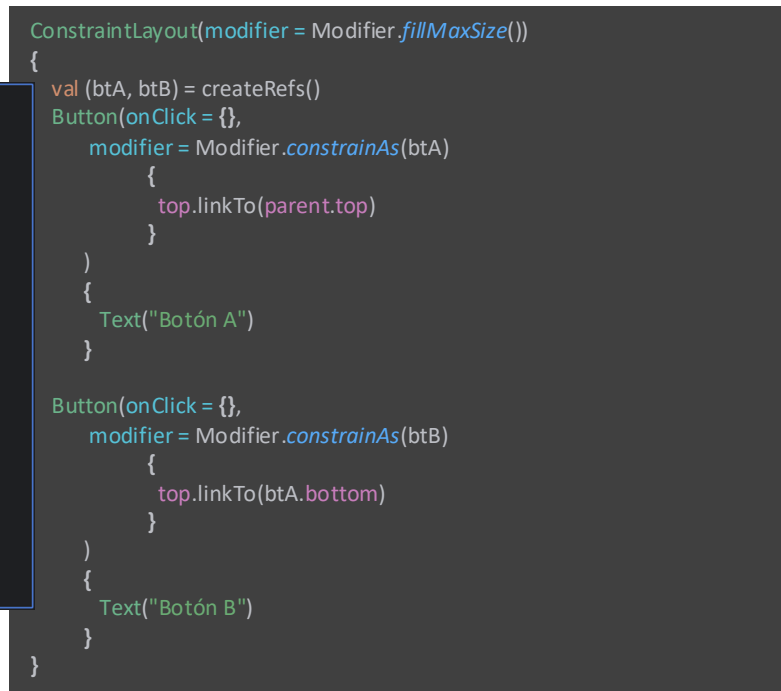 ConstraintLayout(modifier = Modifier.fillMaxSize())
{
val (btA, btB) = createRefs()
Button(onClick = {},
modifier = Modifier.constrainAs(btA)
{
top.linkTo(parent.top)
}
)
{
Text("Botón A")
}
Button(onClick = {},
modifier = Modifier.constrainAs(btB)
{
top.linkTo(btA.bottom)
}
)
{
Text("Botón B")
}
}